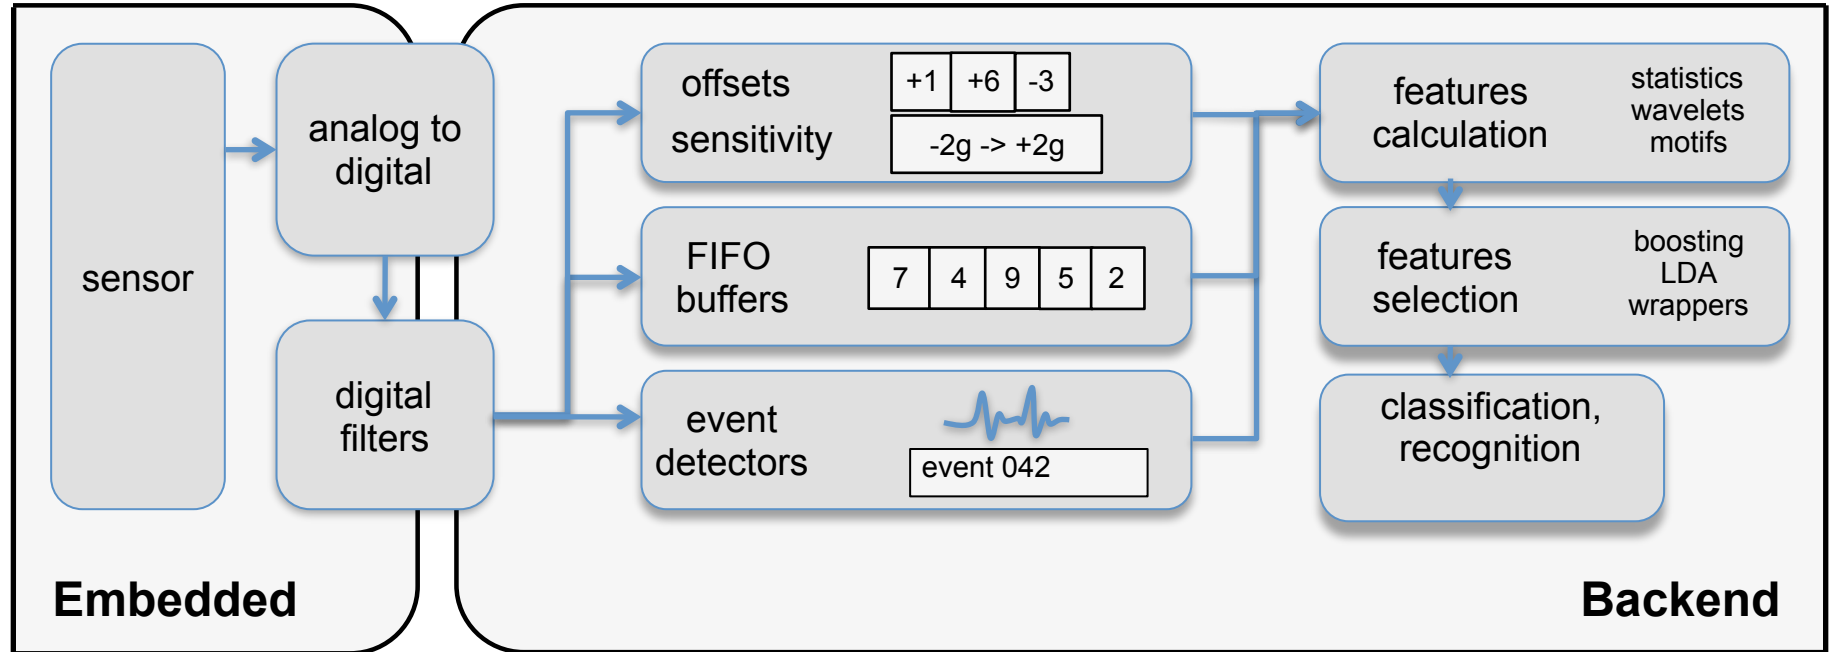 sensor
analog to
digital
digital
filters
offsets
+1 +6 -3
sensitivity
-2g -> +2g
FIFO
buffers
7 4 9 5 2
event
detectors
event 042
features
calculation
statistics
wavelets
motifs
features
selection
boosting
LDA
wrappers
classification,
recognition
Embedded
Backend